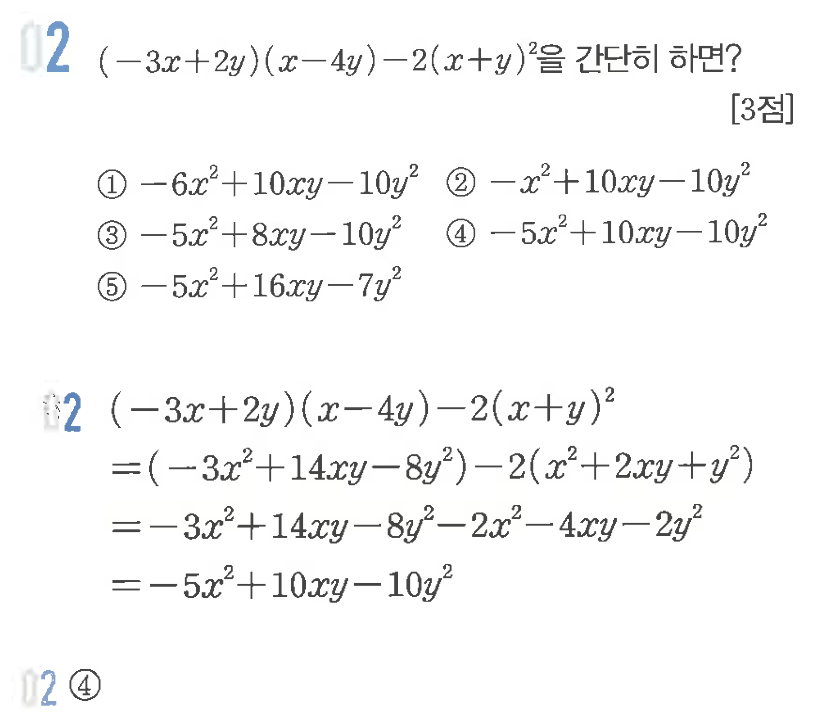 02 (-3x+2y)(x-4y)-2(x+y)²을 간단히 하면?
[3점]
① -6x²+10xy-10y² ② -x²+10xy-10y²
③ -5x²+8xy-10y² ④ -5x²+10xy-10y²
⑤ -5x²+16xy-7y²
02 (-3x+2y)(x-4y)-2(x+y)²
=(-3x²+14xy-8y²)-2(x²+2xy+y²)
=-3x²+14xy-8y²-2x²-4xy-2y²
=-5x²+10xy-10y²
02 ④